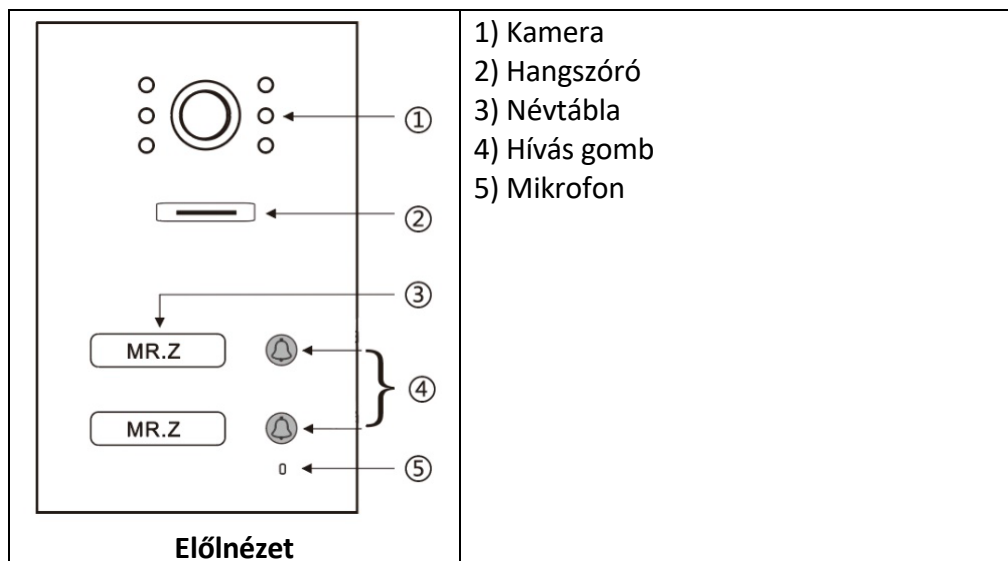 ①
②
③
MR.Z
④
MR.Z
⑤
Előlnézet
1) Kamera
2) Hangszóró
3) Névtábla
4) Hívás gomb
5) Mikrofon